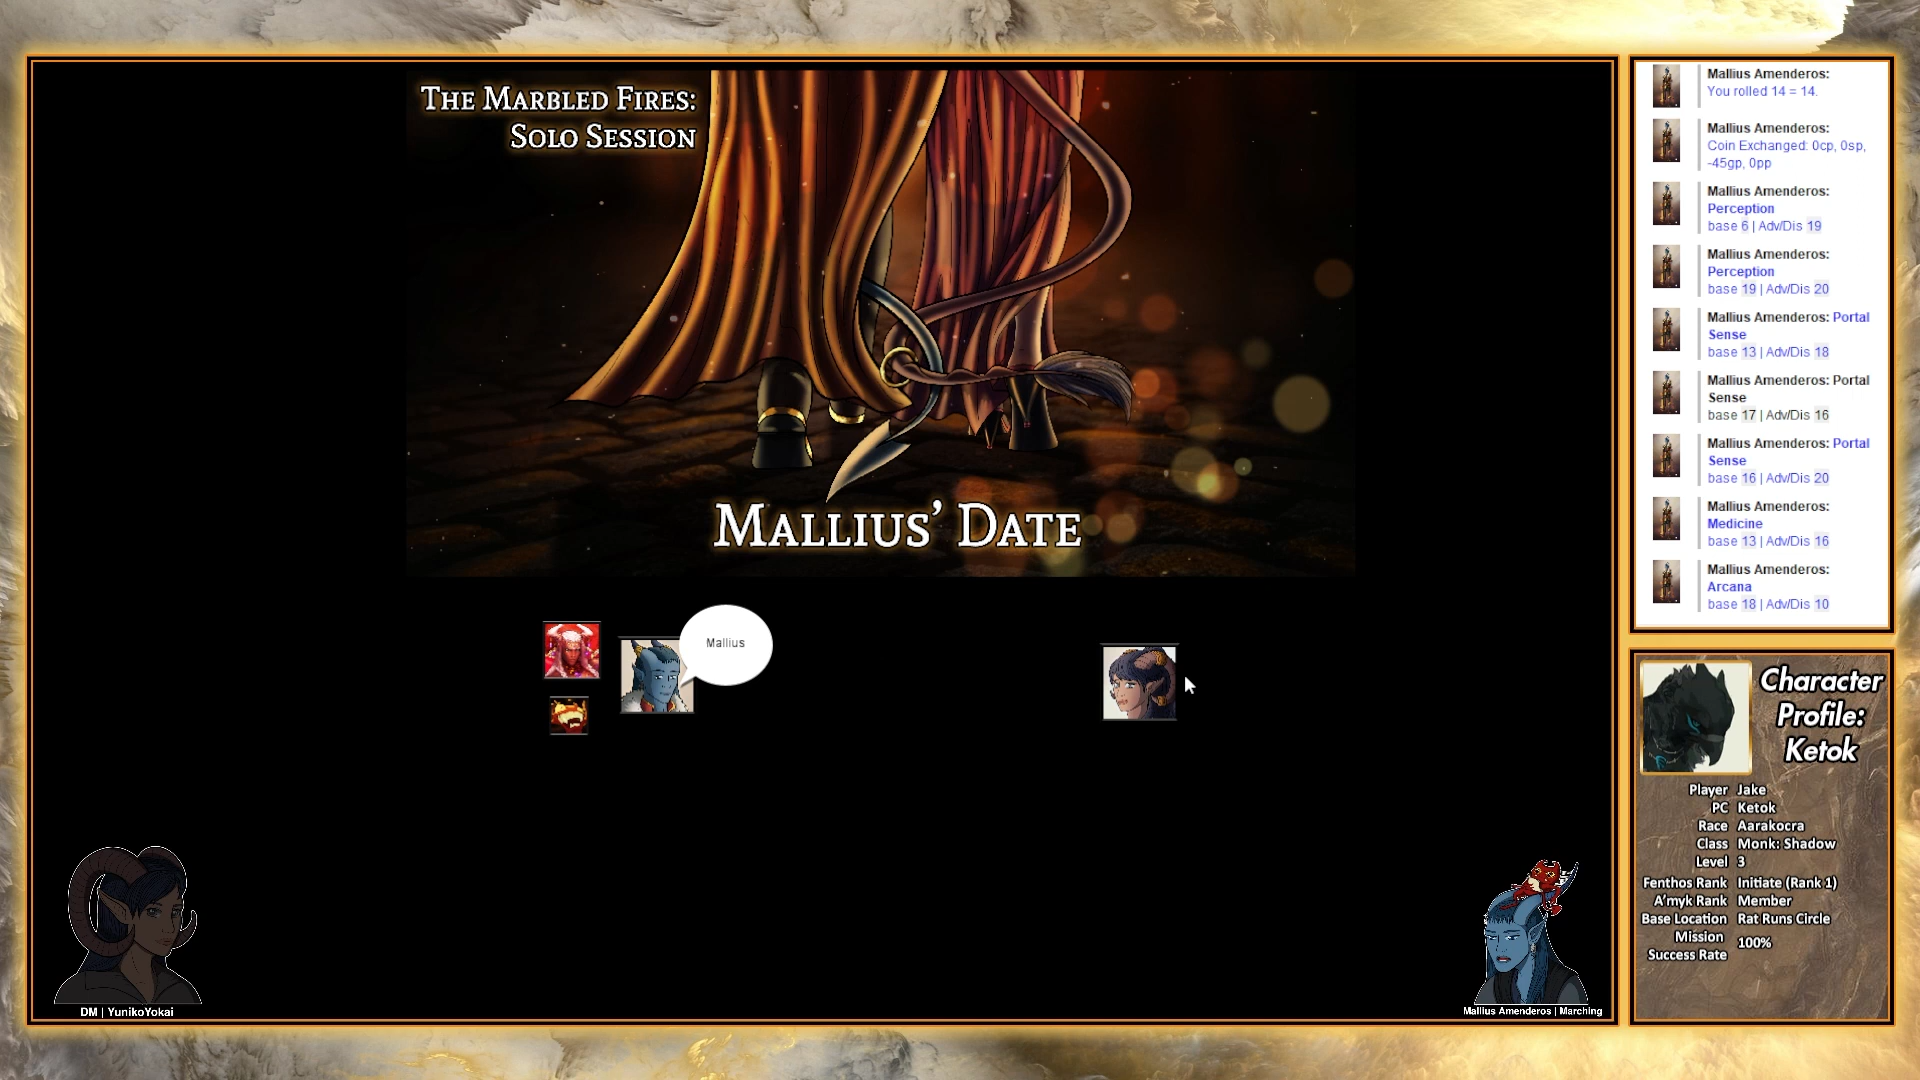 THE MARBLED FIRES:
SOLO SESSION
MALLIUS' DATE
Mallius
DM | YunikoYokai
Mallius Amenderos | Marching
Mallius Amenderos:
You rolled 14 = 14.
Mallius Amenderos:
Coin Exchanged: 0cp, 0sp,
-45gp, 0pp
Mallius Amenderos:
Perception
base 6 | Adv/Dis 19
Mallius Amenderos:
Perception
base 19 | Adv/Dis 20
Mallius Amenderos: Portal
Sense
base 13 | Adv/Dis 18
Mallius Amenderos: Portal
Sense
base 17 | Adv/Dis 16
Mallius Amenderos: Portal
Sense
base 16 | Adv/Dis 20
Mallius Amenderos:
Medicine
base 13 | Adv/Dis 16
Mallius Amenderos:
Arcana
base 18 | Adv/Dis 10
Character
Profile:
Ketok
Player Jake
PC Ketok
Race Aarakocra
Class Monk: Shadow
Level 3
Fenthos Rank Initiate (Rank 1)
A'myk Rank Member
Base Location Rat Runs Circle
Mission
Success Rate 100%